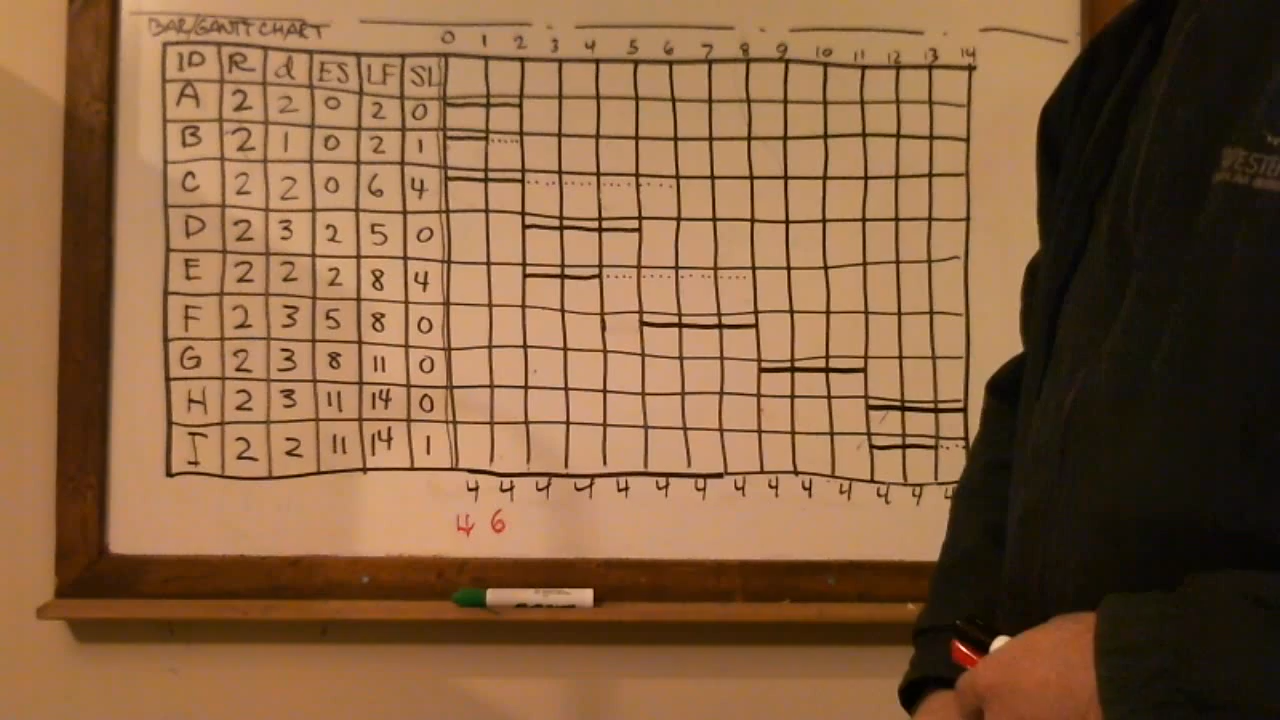 BAR/GANTT CHART
0 1 2 3 4 5 6 7 8 9 10 11 12 13 14
ID R d ES LF SL
A 2 2 0 2 0
B 2 1 0 2 1
C 2 2 0 6 4
D 2 3 2 5 0
E 2 2 2 8 4
F 2 3 5 8 0
G 2 3 8 11 0
H 2 3 11 14 0
I 2 2 11 14 1
4 4 4 4 4 4 4 4 4 4 4 4 4 4
4 6